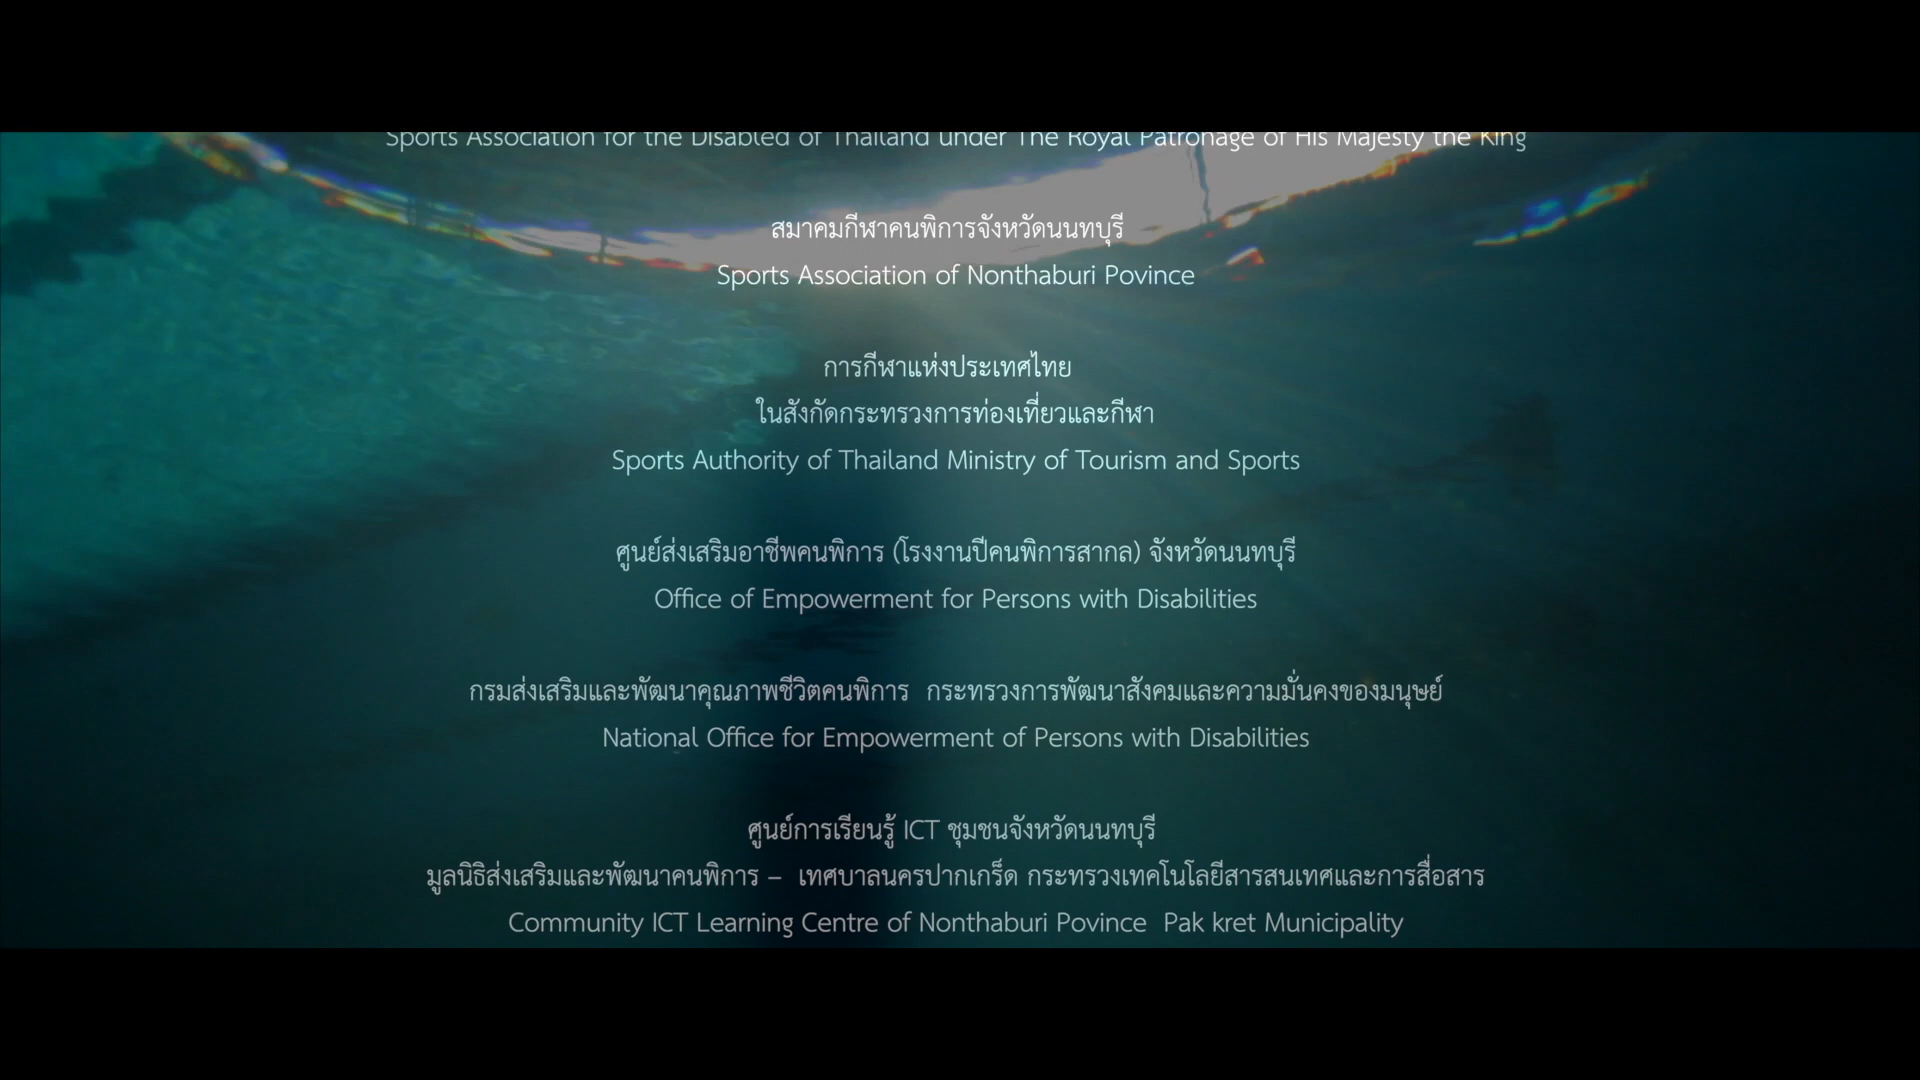 Sports Association for the Disabled of Thailand under The Royal Patronage of His Majesty the King
สมาคมกีฬาคนพิการจังหวัดนนทบุรี
Sports Association of Nonthaburi Povince
การกีฬาแห่งประเทศไทย
ในสังกัดกระทรวงการท่องเที่ยวและกีฬา
Sports Authority of Thailand Ministry of Tourism and Sports
ศูนย์ส่งเสริมอาชีพคนพิการ (โรงงานปีคนพิการสากล) จังหวัดนนทบุรี
Office of Empowerment for Persons with Disabilities
กรมส่งเสริมและพัฒนาคุณภาพชีวิตคนพิการ กระทรวงการพัฒนาสังคมและความมั่นคงของมนุษย์
National Office for Empowerment of Persons with Disabilities
ศูนย์การเรียนรู้ ICT ชุมชนจังหวัดนนทบุรี
มูลนิธิส่งเสริมและพัฒนาคนพิการ – เทศบาลนครปากเกร็ด กระทรวงเทคโนโลยีสารสนเทศและการสื่อสาร
Community ICT Learning Centre of Nonthaburi Povince Pak kret Municipality